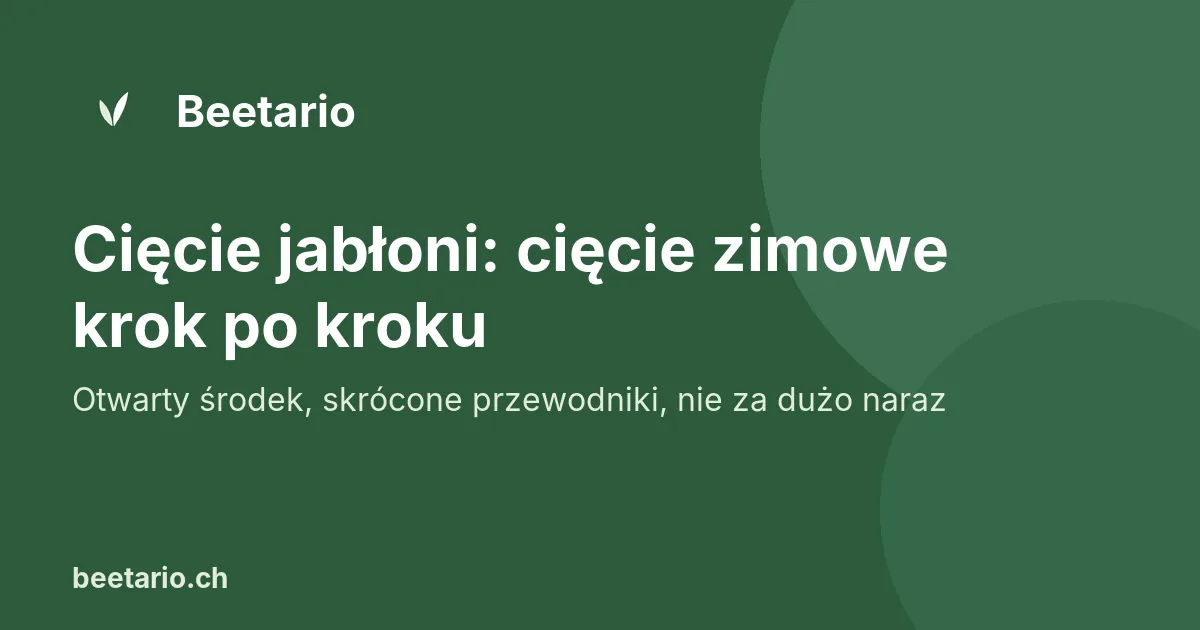 Beetario
Cięcie jabłoni: cięcie zimowe
krok po kroku
Otwarty środek, skrócone przewodniki, nie za dużo naraz
beetario.ch